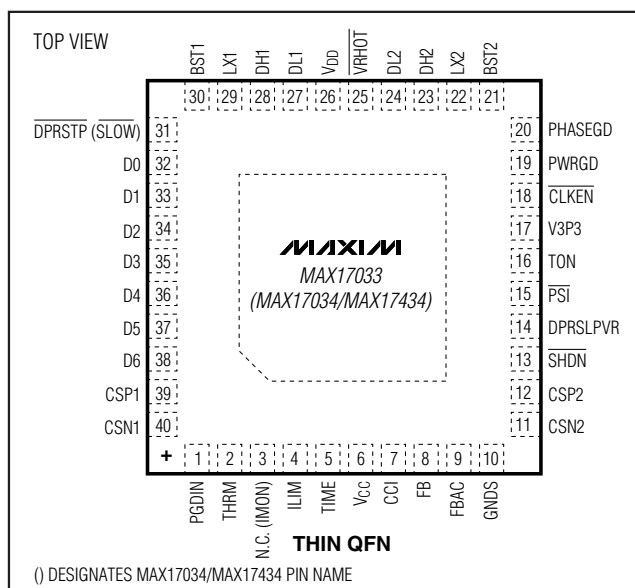 TOP VIEW
BST1 LX1 DH1 DL1 VDD VRHOT DL2 DH2 LX2 BST2
30 29 28 27 26 25 24 23 22 21
DPRSTP (SLOW) 31
D0 32
D1 33
D2 34
D3 35
D4 36
D5 37
D6 38
CSP1 39
CSN1 40
20 PHASEGD
19 PWRGD
18 CLKEN
17 V3P3
16 TON
15 PSI
14 DPRSLPVR
13 SHDN
12 CSP2
11 CSN2
MAXIM
MAX17033
(MAX17034/MAX17434)
+ 1 2 3 4 5 6 7 8 9 10
PGDIN THRM N.C. (IMON) ILIM TIME VCC CCI FB FBAC GNDS
THIN QFN
() DESIGNATES MAX17034/MAX17434 PIN NAME